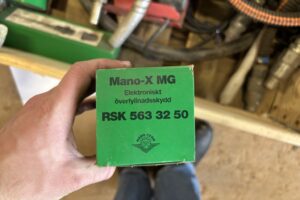 Mano-X MG
Elektroniskt
överfyllnadsskydd
RSK 563 32 50